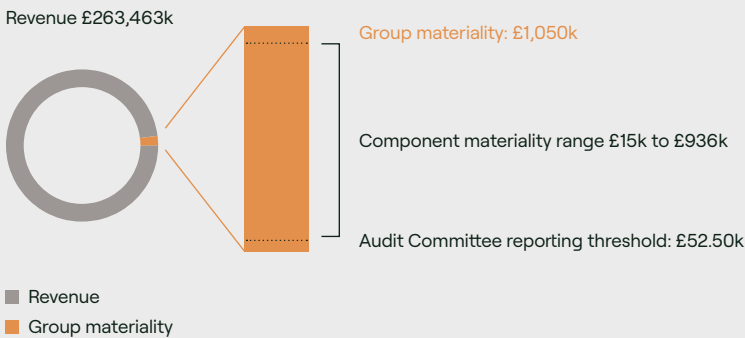 Revenue £263,463k
Group materiality: £1,050k
Component materiality range £15k to £936k
Audit Committee reporting threshold: £52.50k
Revenue
Group materiality